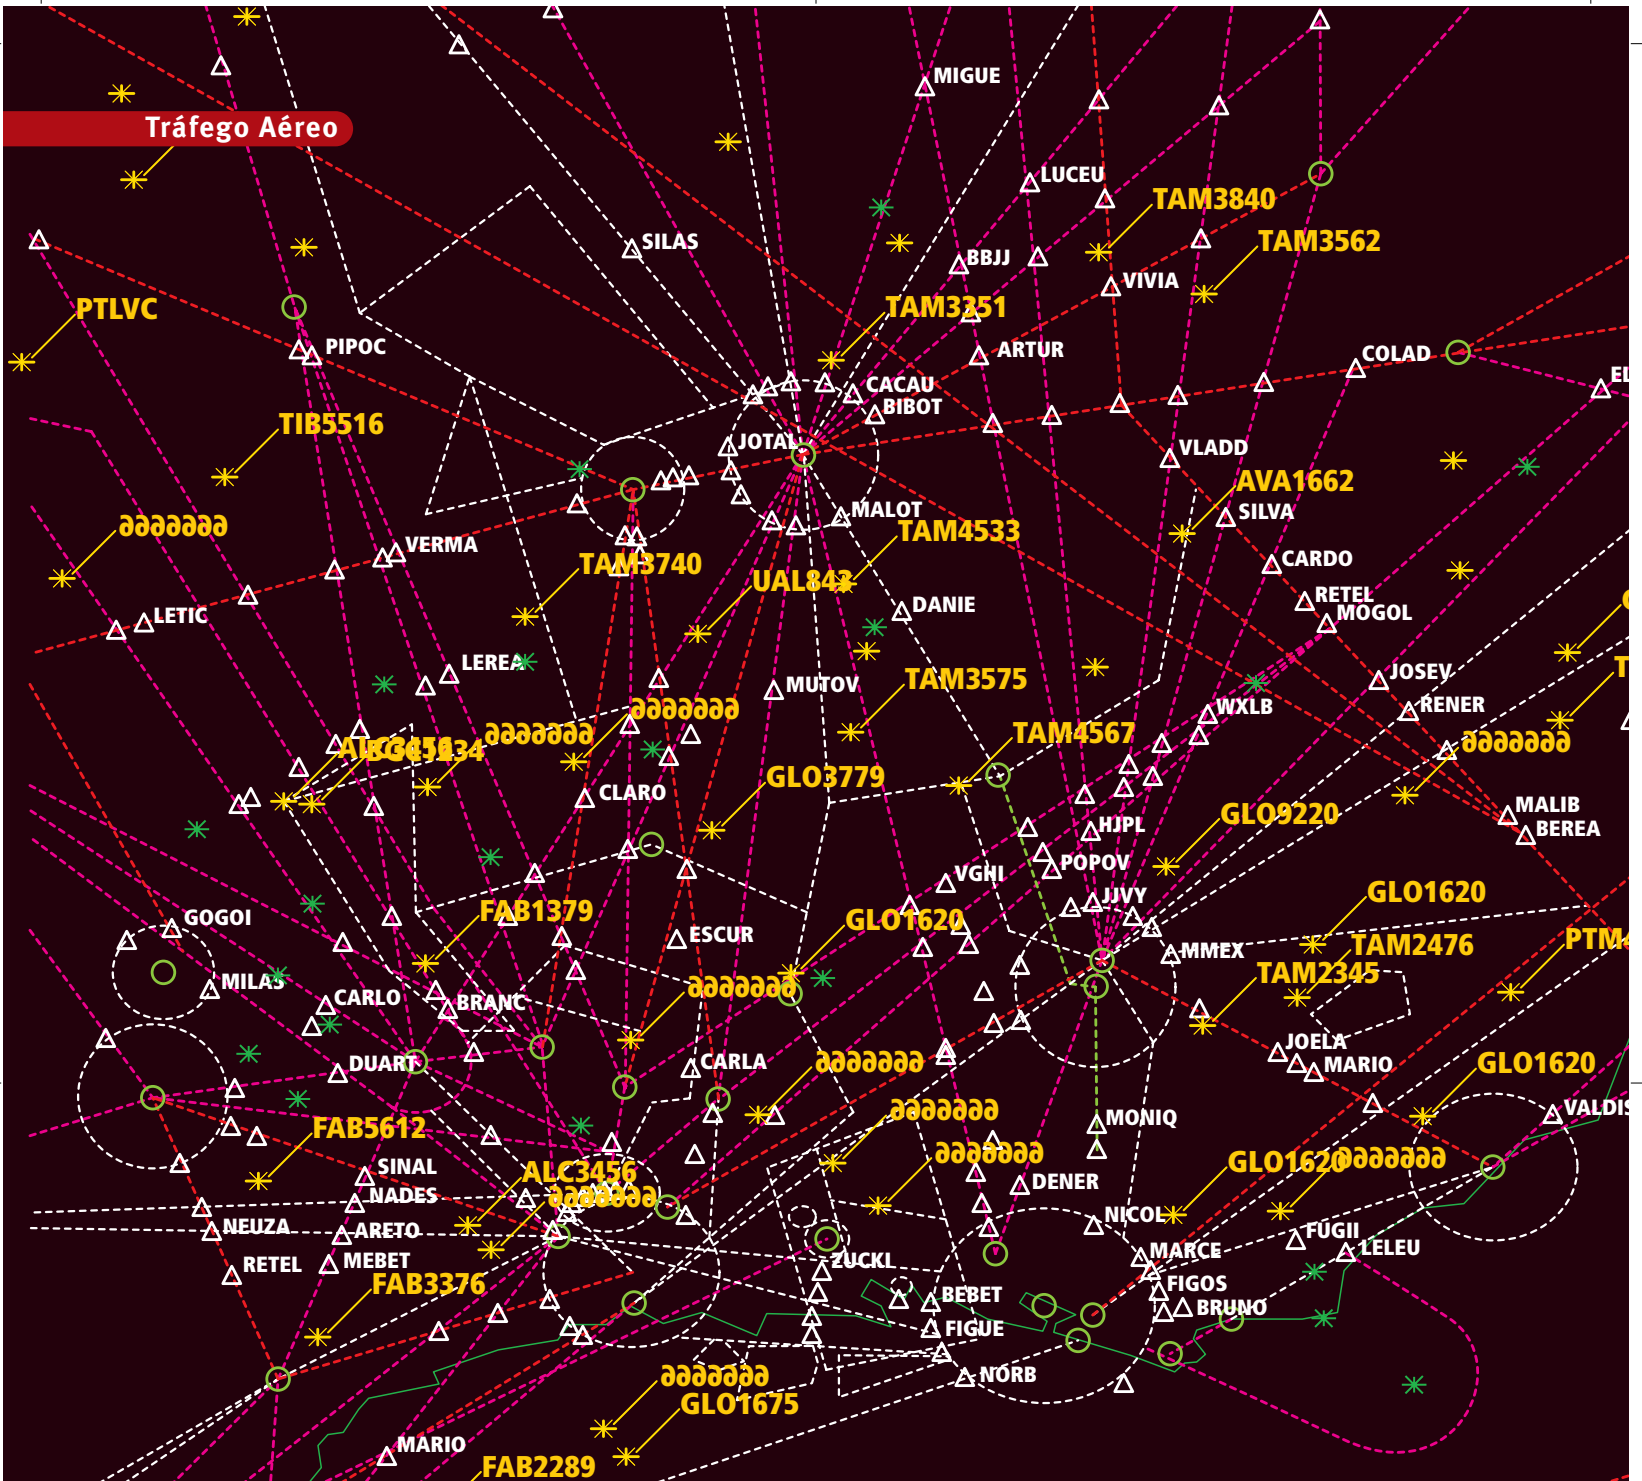 MIGUE
Tráfego Aéreo
LUCEU
TAM3840
SILAS
TAM3562
BBJJ
VIVIA
PTLVC
TAM3351
PIPOC
ARTUR
COLAD
EL
CACAU
BIBOT
TIB5516
JOTAL
VLADD
AVA1662
MALOT
SILVA
∂∂∂∂∂∂∂
TAM4533
VERMA
CARDO
TAM3740
UAL843
RETEL
DANIE
MOGOL
LETIC
LEREA
JOSEV
TAM3575
MUTOV
RENER
WXLB
∂∂∂∂∂∂∂
∂∂∂∂∂∂∂
TAM4567
∂∂∂∂∂∂∂
GLO3779
CLARO
MALIB
GLO9220
HJPL
BEREA
POPOV
VGHI
GLO1620
JJVY
FAB1379
GOGOI
GLO1620
ESCUR
PTM4
TAM2476
MMEX
TAM2345
MILAS
∂∂∂∂∂∂∂
CARLO
BRANC
JOELA
DUART
CARLA
∂∂∂∂∂∂∂
MARIO
GLO1620
∂∂∂∂∂∂∂
VALDIS
MONIQ
FAB5612
∂∂∂∂∂∂∂
GLO1620
∂∂∂∂∂∂∂
SINAL
ALC3456
DENER
NADES
∂∂∂∂∂∂∂
NICOL
NEUZA
ARETO
FUGII
MARCE
LELEU
RETEL
MEBET
ZUCKL
FAB3376
FIGOS
BEBET
BRUNO
FIGUE
∂∂∂∂∂∂∂
NORB
GLO1675
MARIO
FAB2289